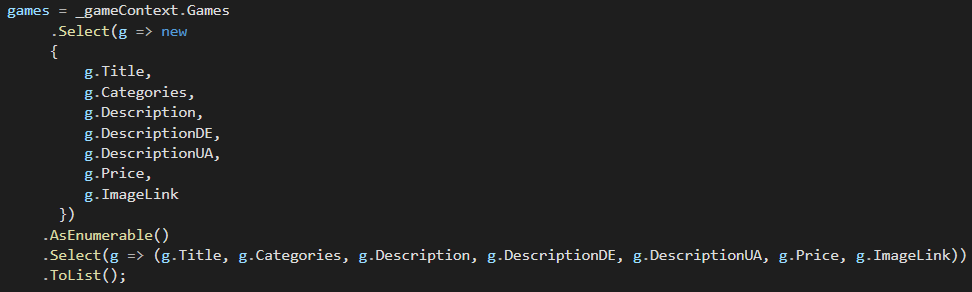 games = _gameContext.Games
.Select(g => new
{
g.Title,
g.Categories,
g.Description,
g.DescriptionDE,
g.DescriptionUA,
g.Price,
g.ImageLink
})
.AsEnumerable()
.Select(g => (g.Title, g.Categories, g.Description, g.DescriptionDE, g.DescriptionUA, g.Price, g.ImageLink))
.ToList();